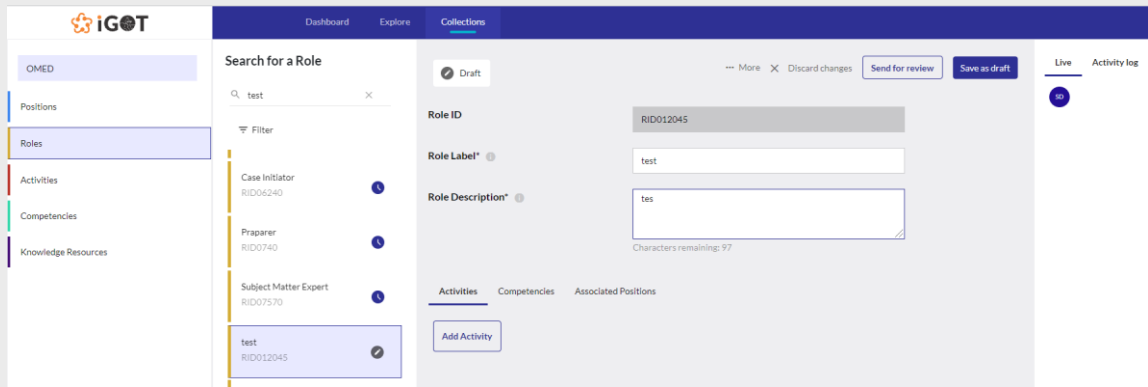 iGOT
Dashboard
Explore
Collections
OMED
Positions
Roles
Activities
Competencies
Knowledge Resources
Search for a Role
test
Filter
Case Initiator
RID06240
Praparer
RID0740
Subject Matter Expert
RID07570
test
RID012045
Draft
More
Discard changes
Send for review
Save as draft
Role ID
RID012045
Role Label*
test
Role Description*
tes
Characters remaining: 97
Activities
Competencies
Associated Positions
Add Activity
Live
Activity log
SD